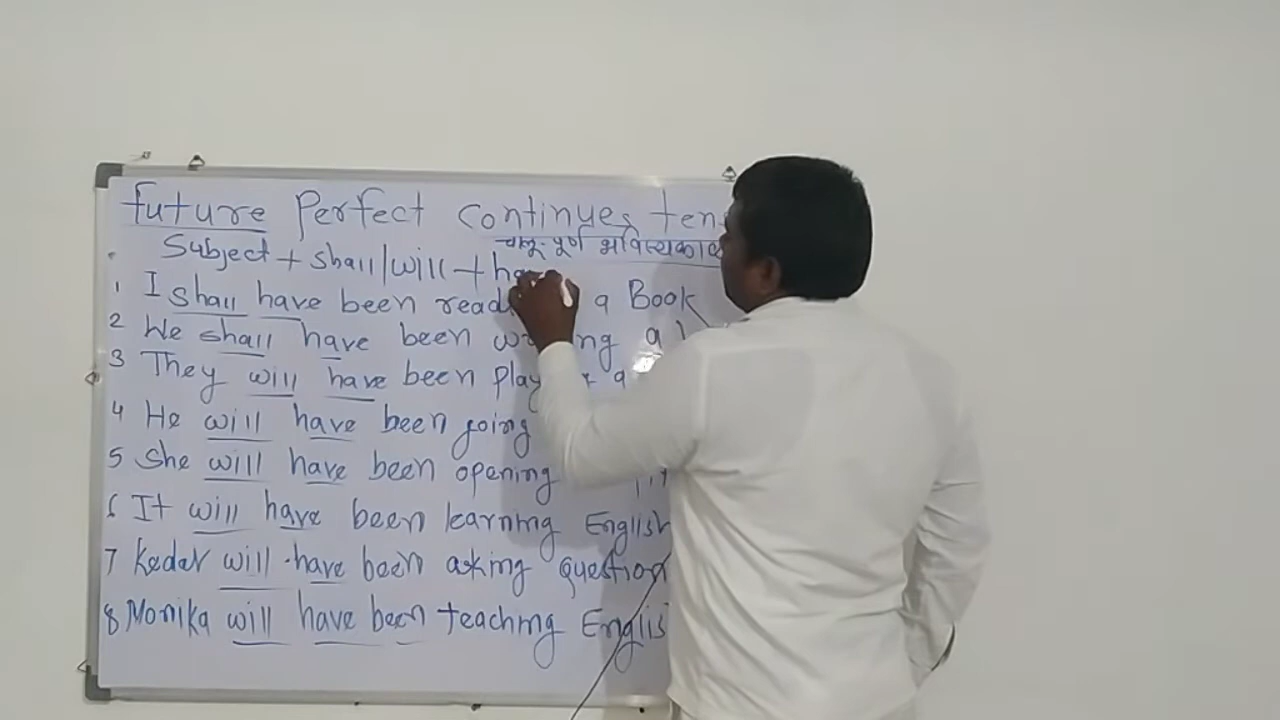 Future Perfect Continues ten
चालू-पूर्ण भविष्यका
Subject + shall/will + ha
1 I shall have been read a Book
2 We shall have been ng a
3 They will have been play a
4 He will have been going
5 She will have been opening
6 It will have been learning English
7 Kedar will have been asking question
8 Monika will have been teaching Englis